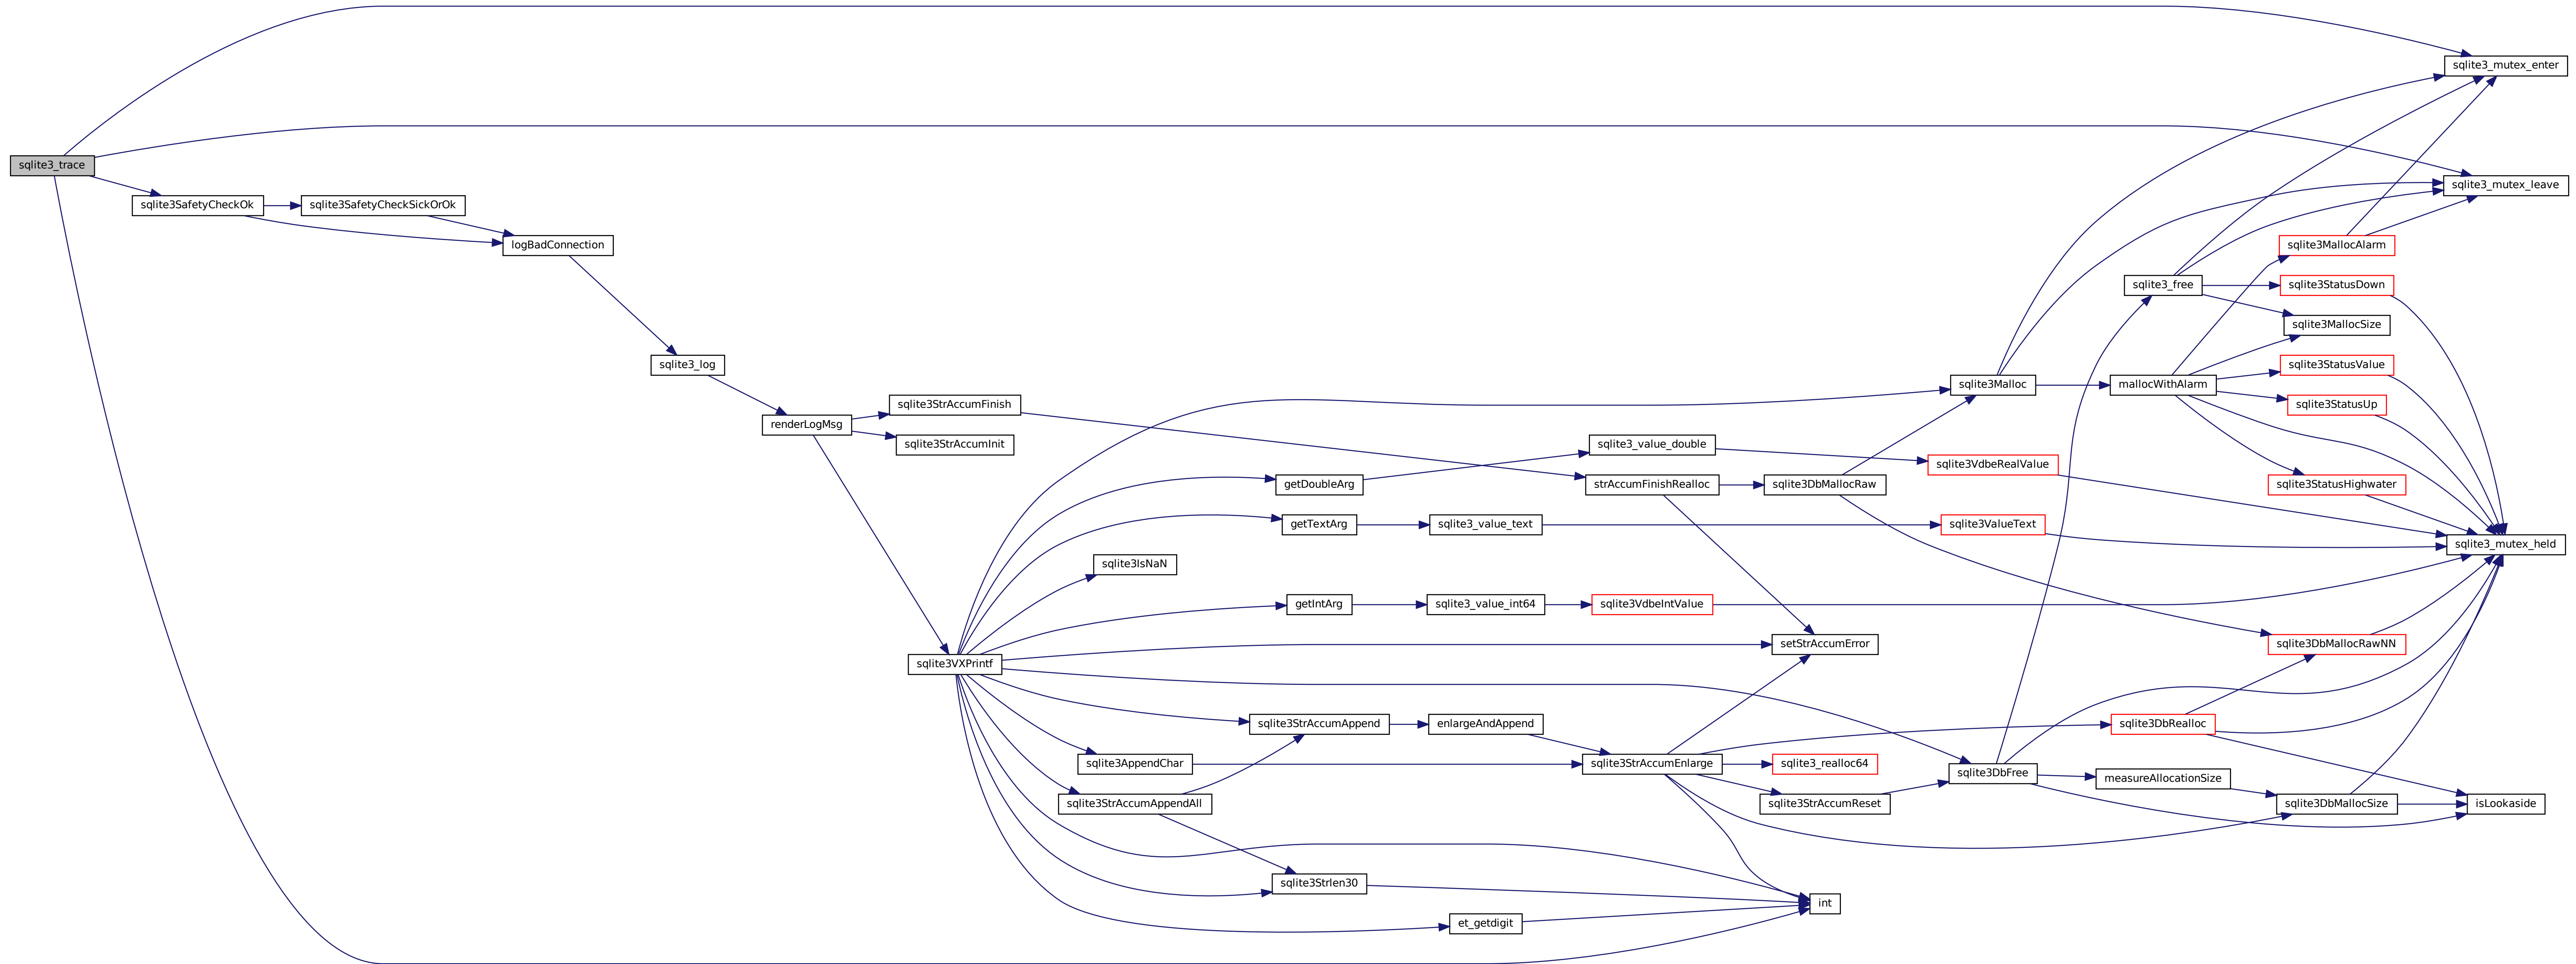 sqlite3_trace
sqlite3SafetyCheckOk
sqlite3SafetyCheckSickOrOk
logBadConnection
sqlite3_log
renderLogMsg
sqlite3StrAccumFinish
sqlite3StrAccumInit
sqlite3VXPrintf
sqlite3IsNaN
sqlite3AppendChar
sqlite3StrAccumAppendAll
getDoubleArg
getTextArg
getIntArg
sqlite3StrAccumAppend
sqlite3Strlen30
sqlite3_value_text
sqlite3_value_int64
enlargeAndAppend
et_getdigit
sqlite3_value_double
strAccumFinishRealloc
sqlite3VdbeIntValue
sqlite3StrAccumEnlarge
sqlite3DbMallocRaw
setStrAccumError
sqlite3_realloc64
sqlite3StrAccumReset
int
sqlite3Malloc
sqlite3VdbeRealValue
sqlite3ValueText
sqlite3DbFree
sqlite3_free
mallocWithAlarm
sqlite3DbRealloc
measureAllocationSize
sqlite3MallocAlarm
sqlite3StatusDown
sqlite3MallocSize
sqlite3StatusValue
sqlite3StatusUp
sqlite3StatusHighwater
sqlite3DbMallocRawNN
sqlite3DbMallocSize
sqlite3_mutex_enter
sqlite3_mutex_leave
sqlite3_mutex_held
isLookaside